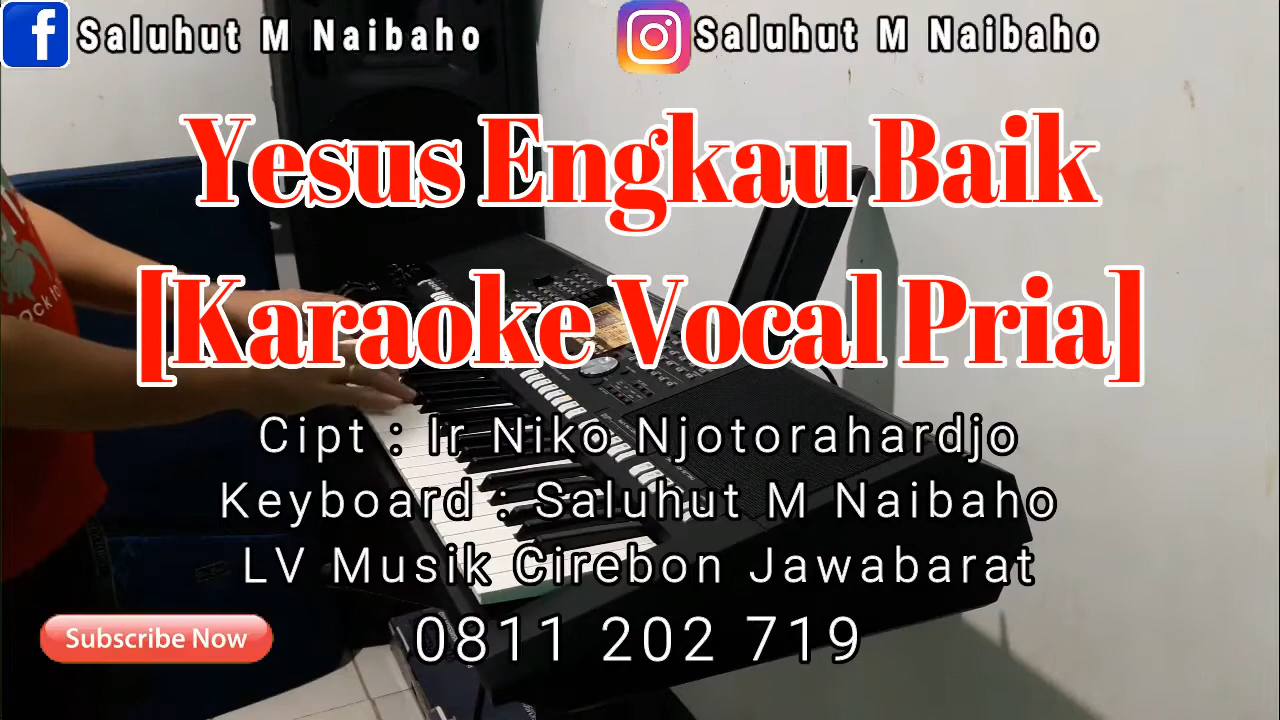 Saluhut M Naibaho
Saluhut M Naibaho
Yesus Engkau Baik
[Karaoke Vocal Pria]
Cipt : Ir Niko Njotorahardjo
Keyboard : Saluhut M Naibaho
LV Musik Cirebon Jawabarat
0811 202 719
Subscribe Now